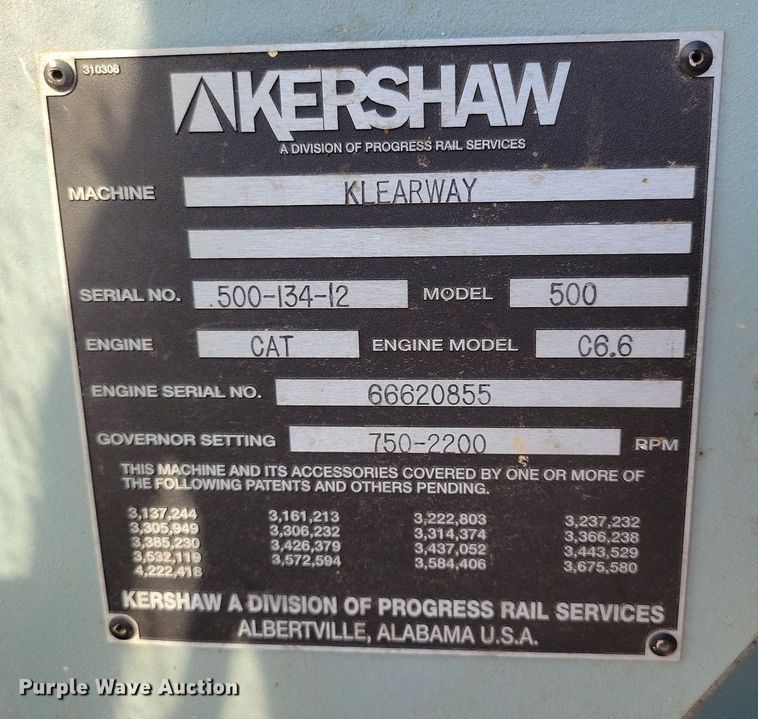 310306
KERSHAW
A DIVISION OF PROGRESS RAIL SERVICES
MACHINE KLEARWAY
SERIAL NO. 500-134-12 MODEL 500
ENGINE CAT ENGINE MODEL C6.6
ENGINE SERIAL NO. 66620855
GOVERNOR SETTING 750-2200 RPM
THIS MACHINE AND ITS ACCESSORIES COVERED BY ONE OR MORE OF
THE FOLLOWING PATENTS AND OTHERS PENDING.
3,137,244 3,161,213 3,222,803 3,237,232
3,305,949 3,306,232 3,314,374 3,366,238
3,385,230 3,426,379 3,437,052 3,443,529
3,532,119 3,572,594 3,584,406 3,675,580
4,222,418
KERSHAW A DIVISION OF PROGRESS RAIL SERVICES
ALBERTVILLE, ALABAMA U.S.A.
Purple Wave Auction